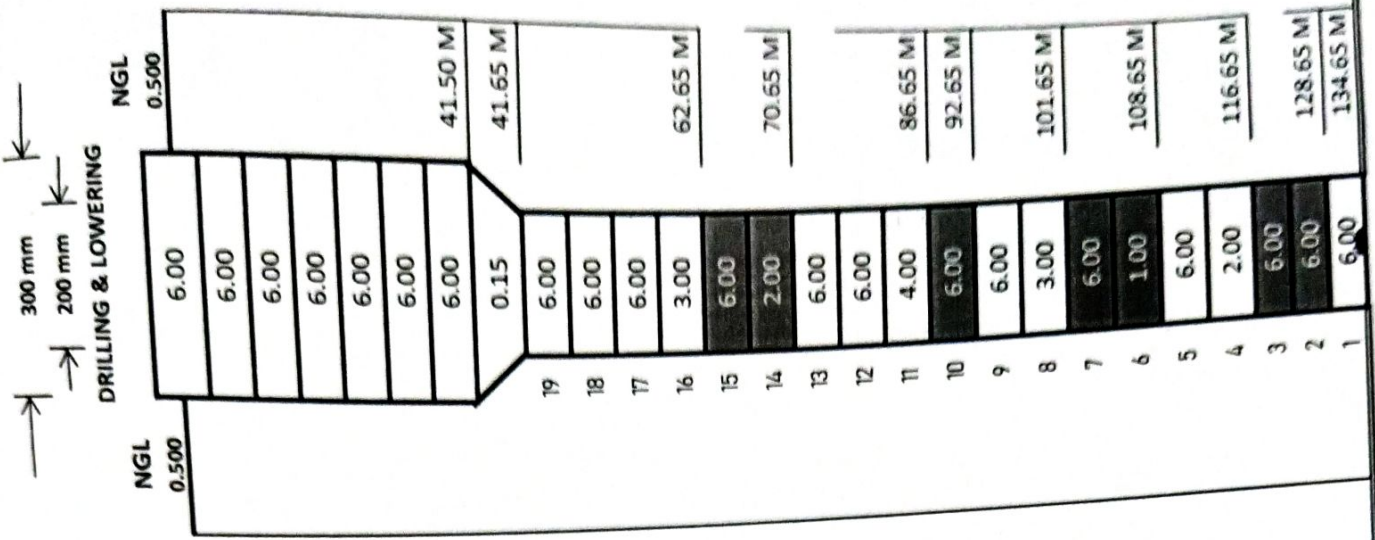 300 mm
200 mm
DRILLING & LOWERING
NGL
0.500
NGL
0.500
6.00
6.00
6.00
6.00
6.00
6.00
6.00
41.50 M
0.15
41.65 M
19 6.00
18 6.00
17 6.00
16 3.00
62.65 M
15 6.00
14 2.00
70.65 M
13 6.00
12 6.00
11 4.00
86.65 M
10 6.00
92.65 M
9 6.00
8 3.00
101.65 M
7 6.00
6 1.00
108.65 M
5 6.00
4 2.00
116.65 M
3 6.00
2 6.00
128.65 M
1 6.00
134.65 M